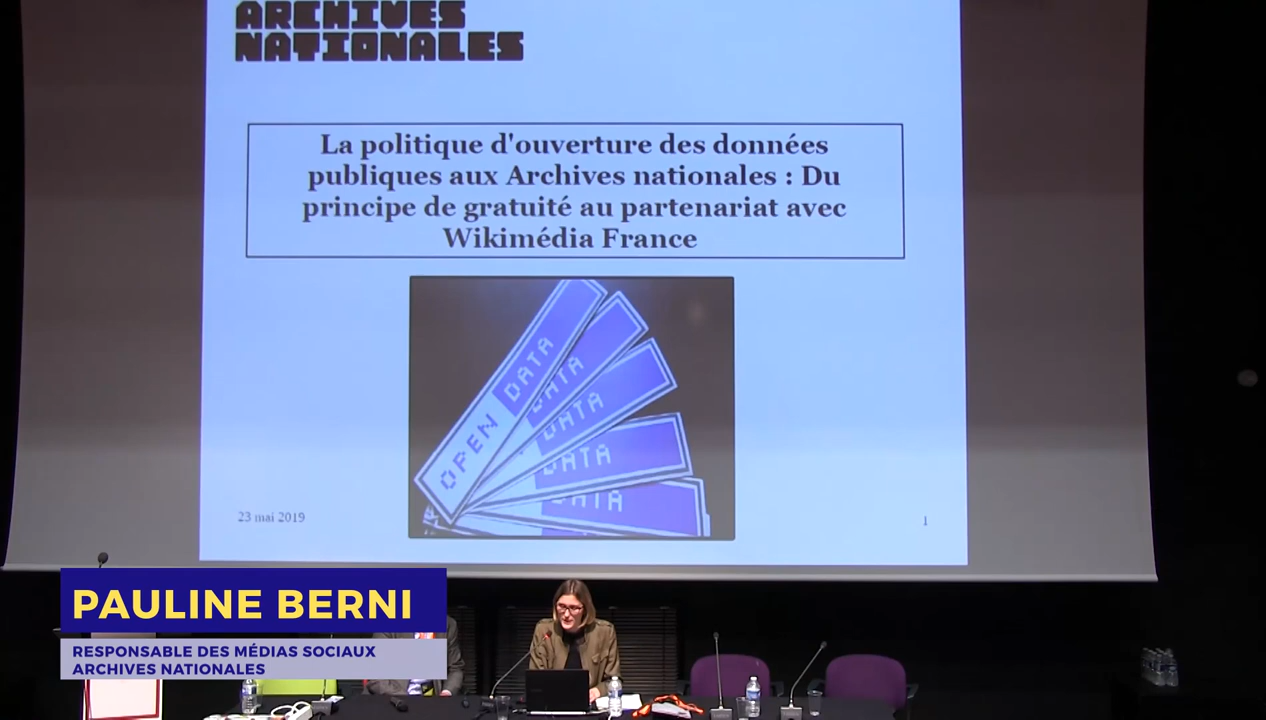 ARCHIVES
NATIONALES
La politique d'ouverture des données
publiques aux Archives nationales : Du
principe de gratuité au partenariat avec
Wikimédia France
OPEN DATA
DATA
DATA
DATA
DATA
23 mai 2019
1
PAULINE BERNI
RESPONSABLE DES MÉDIAS SOCIAUX
ARCHIVES NATIONALES